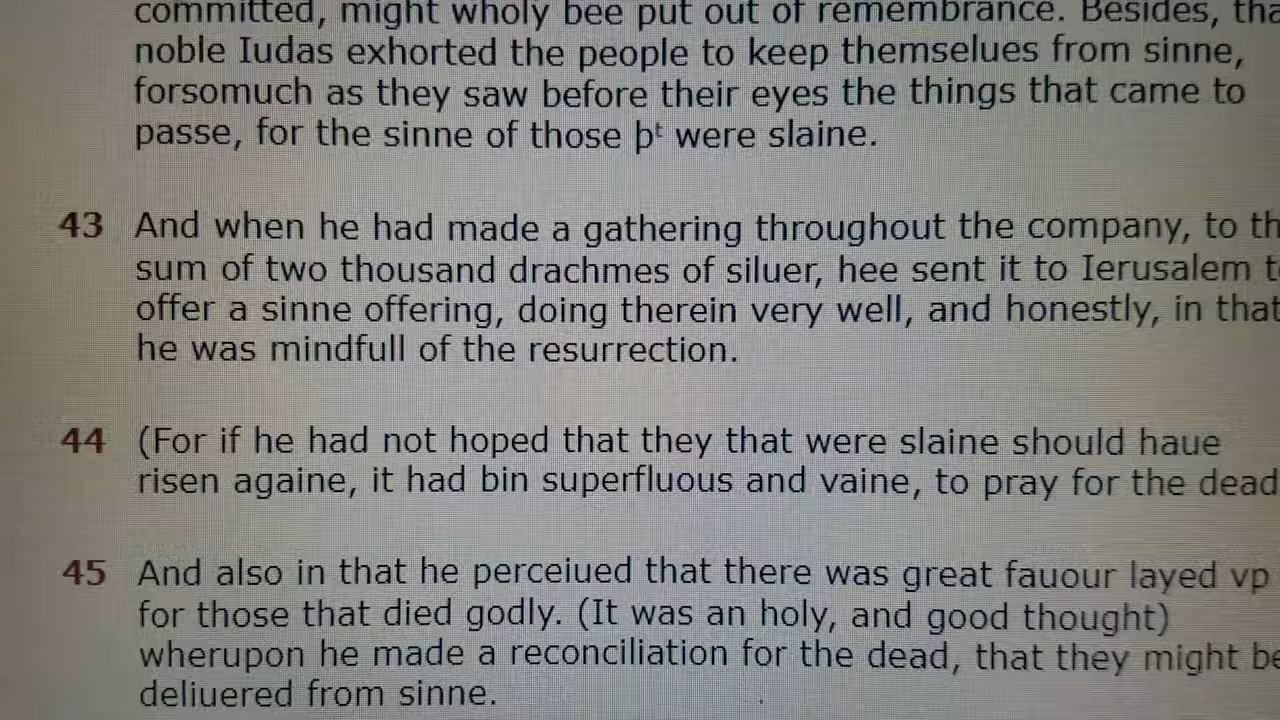 committed, might wholy bee put out of remembrance. Besides, tha
noble Iudas exhorted the people to keep themselues from sinne,
forsomuch as they saw before their eyes the things that came to
passe, for the sinne of those þᵗ were slaine.
43 And when he had made a gathering throughout the company, to th
sum of two thousand drachmes of siluer, hee sent it to Ierusalem t
offer a sinne offering, doing therein very well, and honestly, in that
he was mindfull of the resurrection.
44 (For if he had not hoped that they that were slaine should haue
risen againe, it had bin superfluous and vaine, to pray for the dead
45 And also in that he perceiued that there was great fauour layed vp
for those that died godly. (It was an holy, and good thought)
wherupon he made a reconciliation for the dead, that they might be
deliuered from sinne.